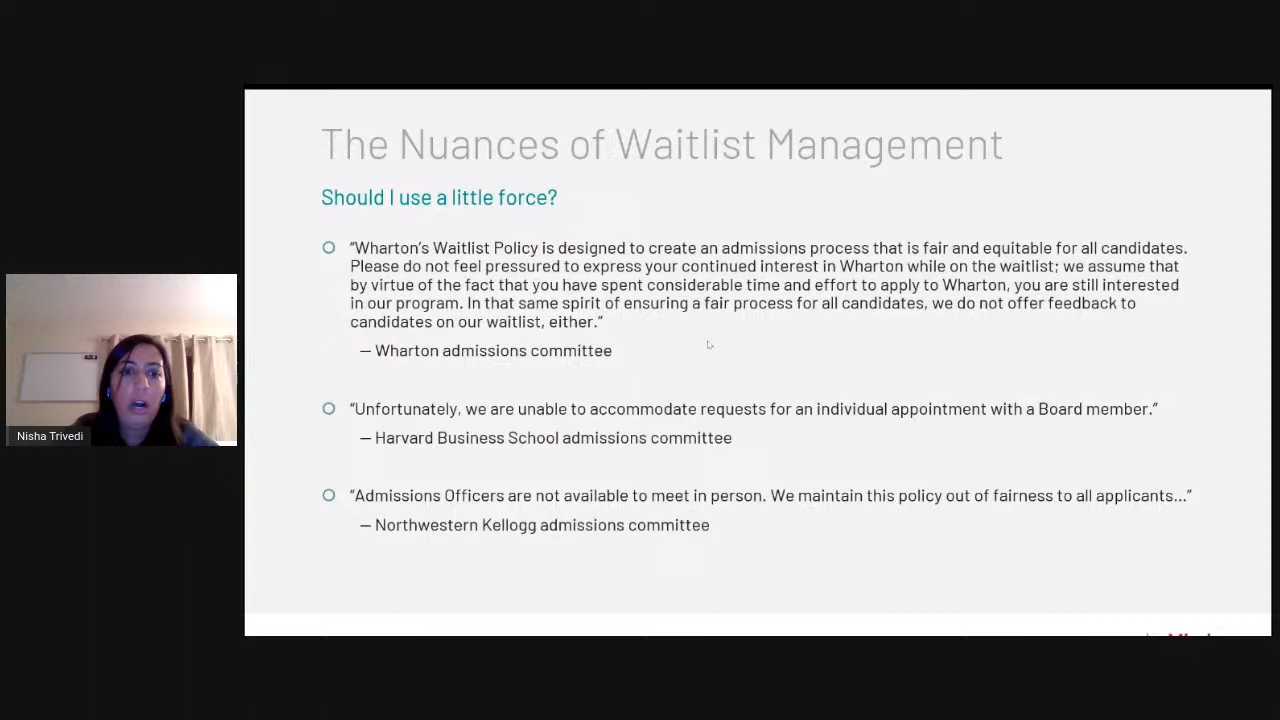 The Nuances of Waitlist Management
Should I use a little force?
"Wharton's Waitlist Policy is designed to create an admissions process that is fair and equitable for all candidates.
Please do not feel pressured to express your continued interest in Wharton while on the waitlist; we assume that
by virtue of the fact that you have spent considerable time and effort to apply to Wharton, you are still interested
in our program. In that same spirit of ensuring a fair process for all candidates, we do not offer feedback to
candidates on our waitlist, either."
— Wharton admissions committee
"Unfortunately, we are unable to accommodate requests for an individual appointment with a Board member."
— Harvard Business School admissions committee
"Admissions Officers are not available to meet in person. We maintain this policy out of fairness to all applicants..."
— Northwestern Kellogg admissions committee
Nisha Trivedi